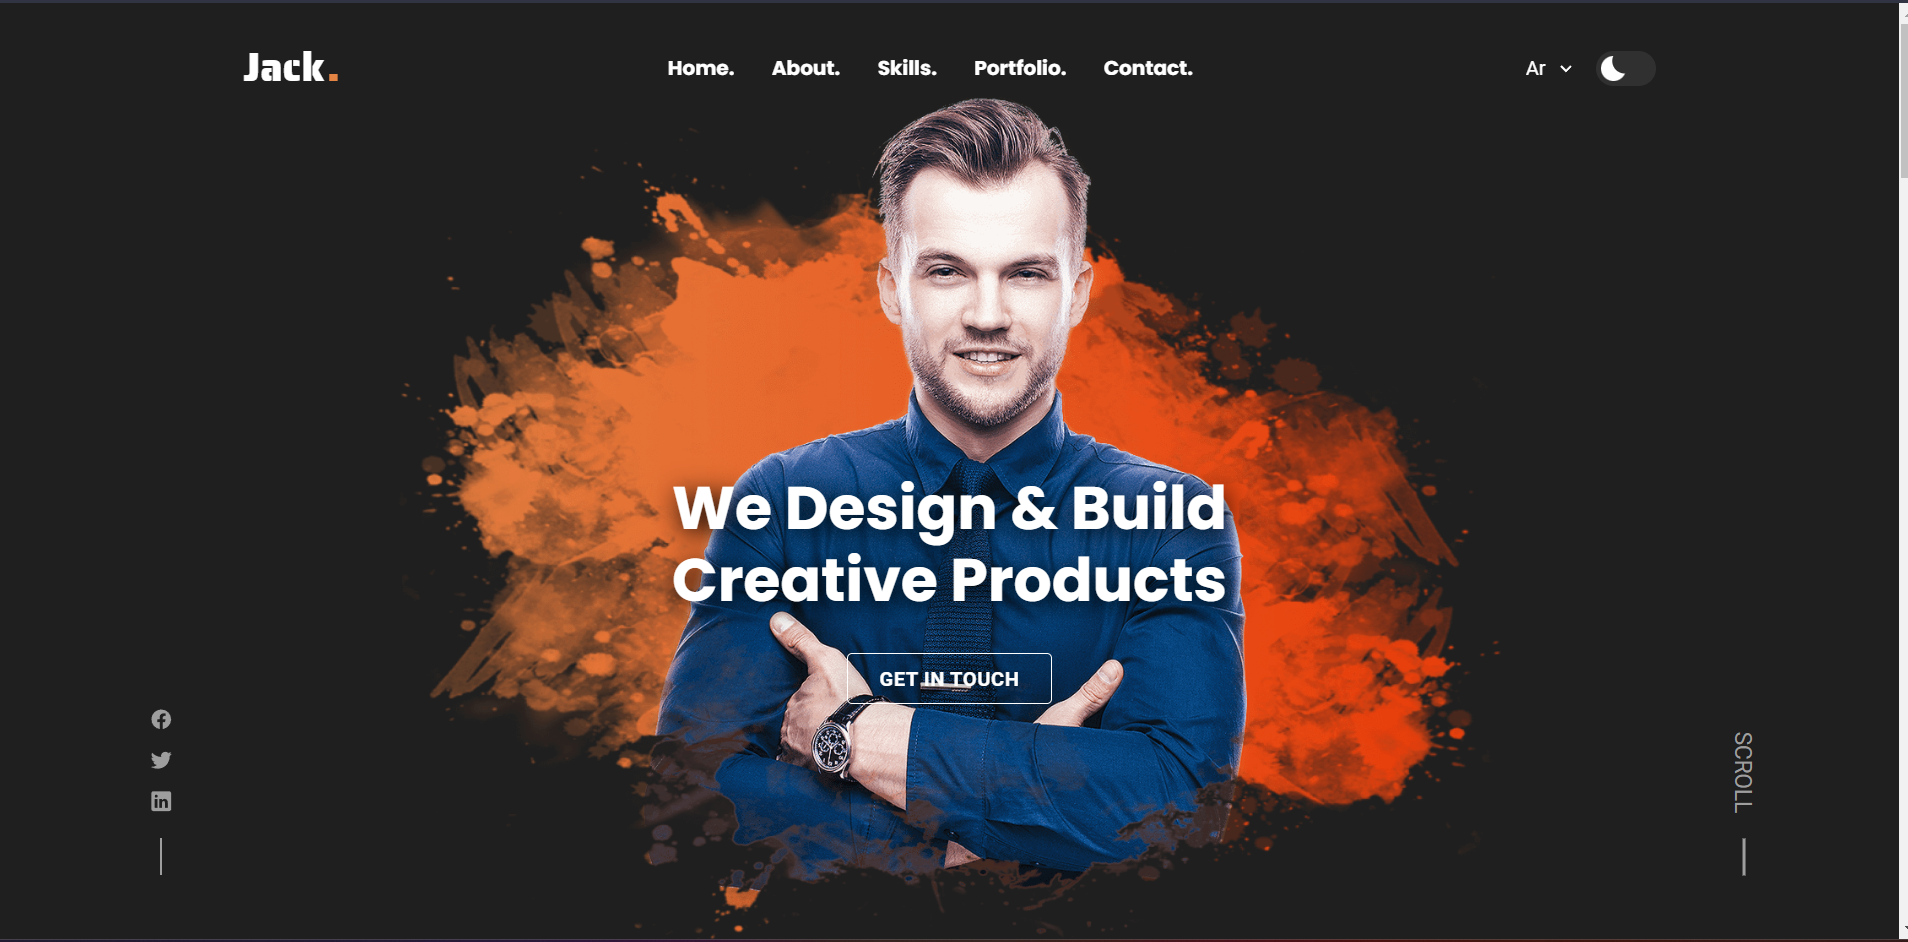 Jack.
Home. About. Skills. Portfolio. Contact.
Ar
We Design & Build
Creative Products
GET IN TOUCH
SCROLL